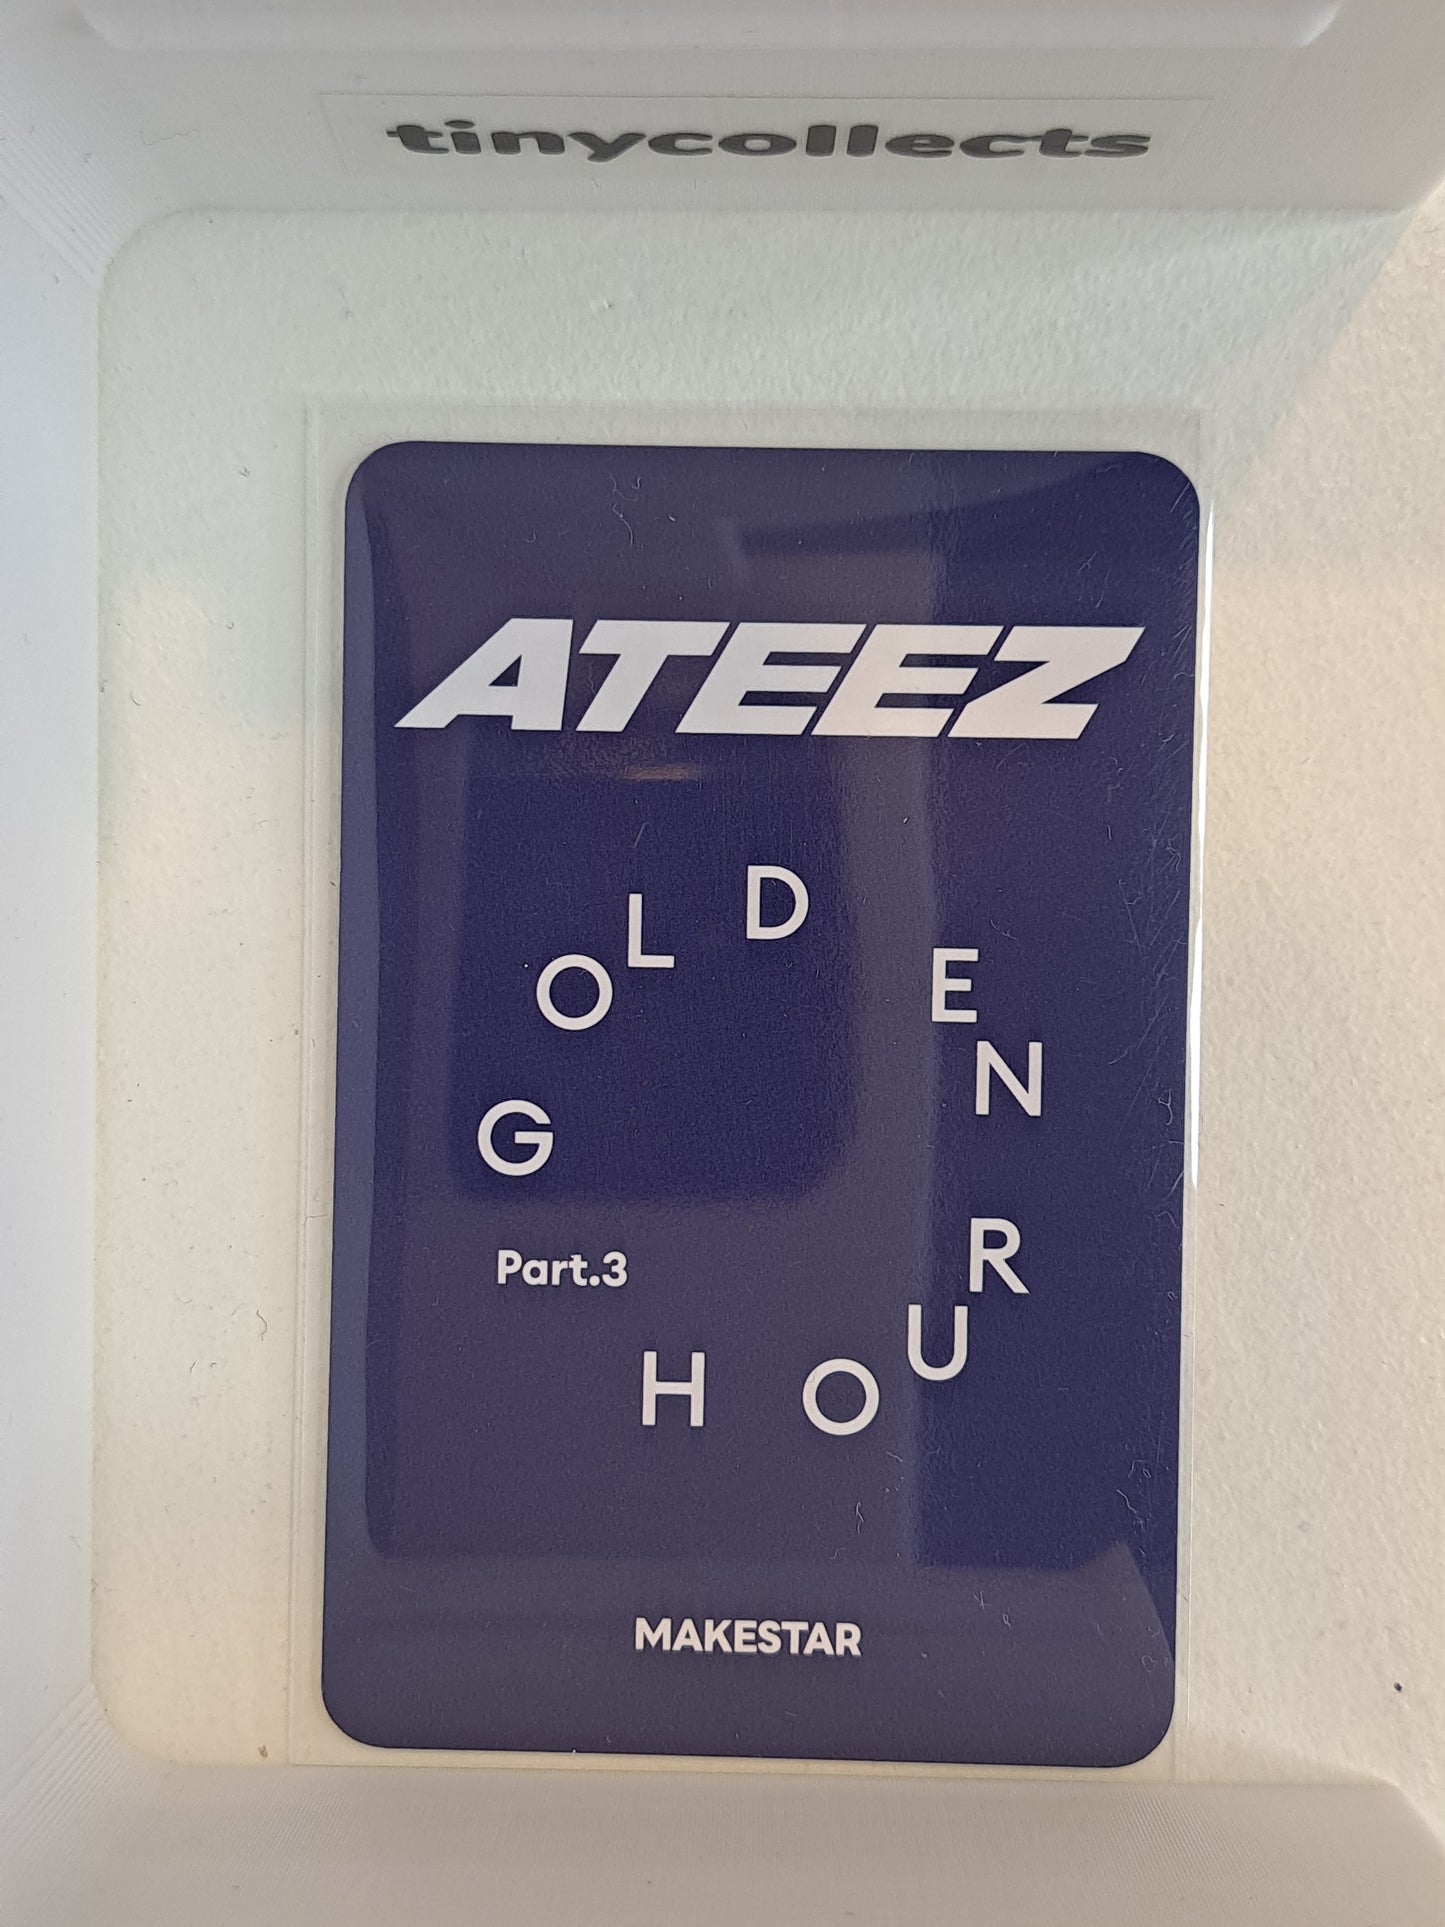 tinycollects
ATEEZ
GOLDEN
HOUR
Part.3
MAKESTAR